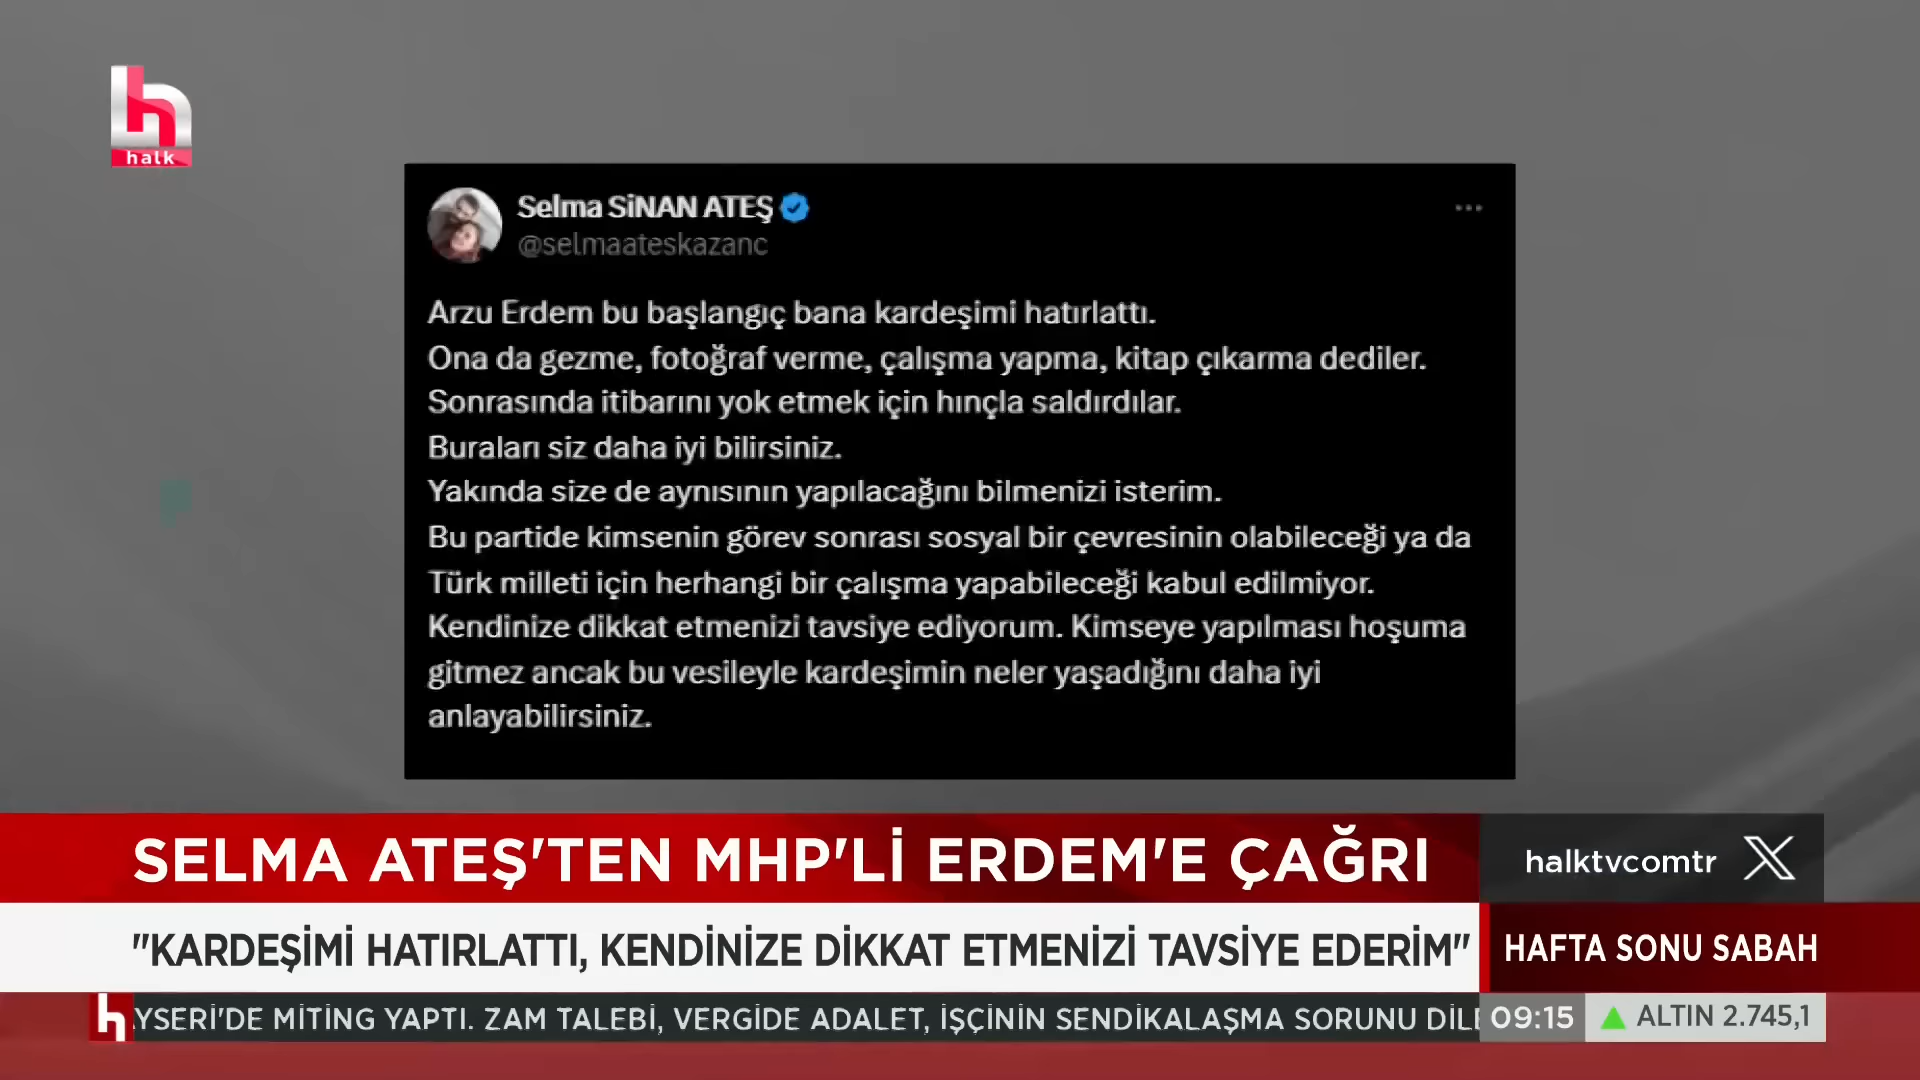 halk
Selma SiNAN ATEŞ
@selmaateskazanc
Arzu Erdem bu başlangıç bana kardeşimi hatırlattı.
Ona da gezme, fotoğraf verme, çalışma yapma, kitap çıkarma dediler.
Sonrasında itibarını yok etmek için hınçla saldırdılar.
Buraları siz daha iyi bilirsiniz.
Yakında size de aynısının yapılacağını bilmenizi isterim.
Bu partide kimsenin görev sonrası sosyal bir çevresinin olabileceği ya da
Türk milleti için herhangi bir çalışma yapabileceği kabul edilmiyor.
Kendinize dikkat etmenizi tavsiye ediyorum. Kimseye yapılması hoşuma
gitmez ancak bu vesileyle kardeşimin neler yaşadığını daha iyi
anlayabilirsiniz.
SELMA ATEŞ'TEN MHP'Lİ ERDEM'E ÇAĞRI
halktvcomtr X
"KARDEŞİMİ HATIRLATTI, KENDİNİZE DİKKAT ETMENİZİ TAVSİYE EDERİM"
HAFTA SONU SABAH
YSERİ'DE MİTİNG YAPTI. ZAM TALEBİ, VERGİDE ADALET, İŞÇİNİN SENDİKALAŞMA SORUNU DİLE
09:15
ALTIN 2.745,1